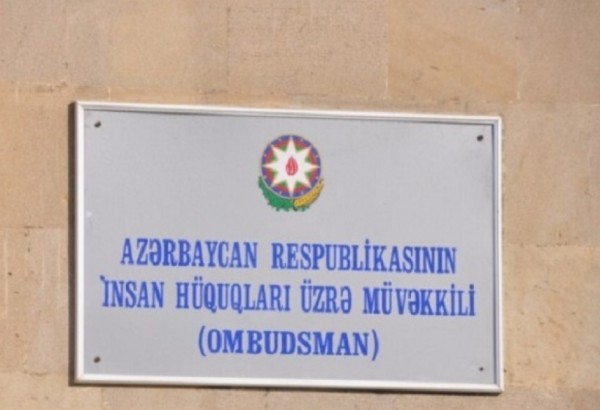 AZƏRBAYCAN RESPUBLİKASININ
İNSAN HÜQUQLARI ÜZRƏ MÜVƏKKİLİ
(OMBUDSMAN)